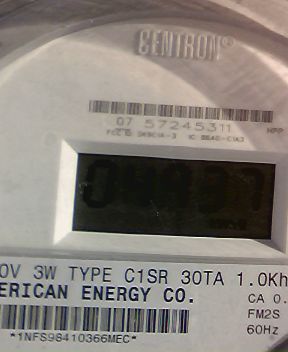 CENTRON®
07 57245311
0V 3W TYPE C1SR 30TA 1.0Kh
ERICAN ENERGY CO.
CA 0.
FM2S
*1NFS98410366MEC*
60Hz